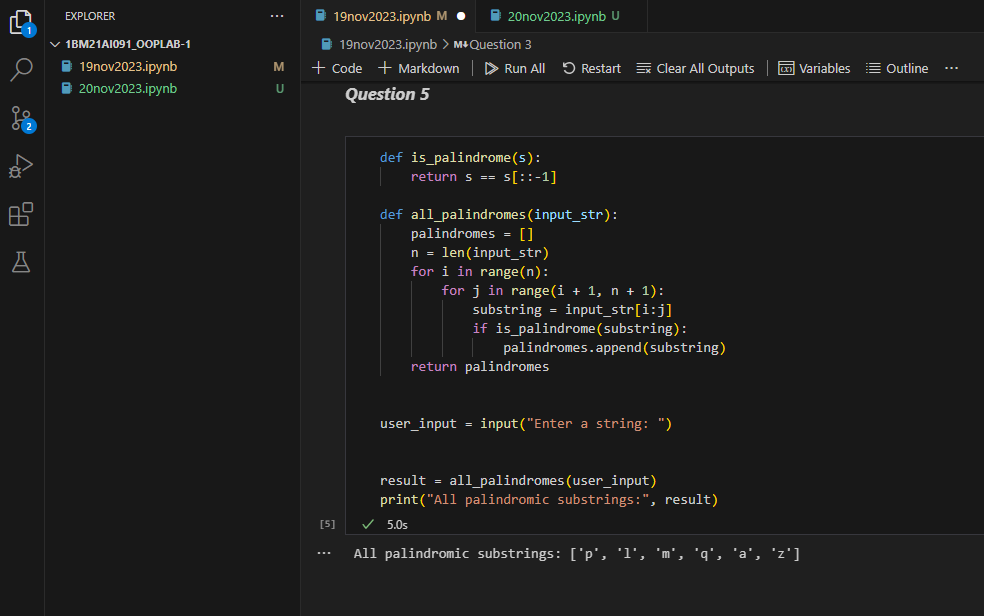 EXPLORER
1BM21AI091_OOPLAB-1
19nov2023.ipynb M
20nov2023.ipynb U
1
2
19nov2023.ipynb M
20nov2023.ipynb U
19nov2023.ipynb > M↓Question 3
+ Code + Markdown Run All Restart Clear All Outputs Variables Outline ...
Question 5
def is_palindrome(s):
    return s == s[::-1]
def all_palindromes(input_str):
    palindromes = []
    n = len(input_str)
    for i in range(n):
        for j in range(i + 1, n + 1):
            substring = input_str[i:j]
            if is_palindrome(substring):
                palindromes.append(substring)
    return palindromes
user_input = input("Enter a string: ")
result = all_palindromes(user_input)
print("All palindromic substrings:", result)
[5] ✓ 5.0s
... All palindromic substrings: ['p', 'l', 'm', 'q', 'a', 'z']